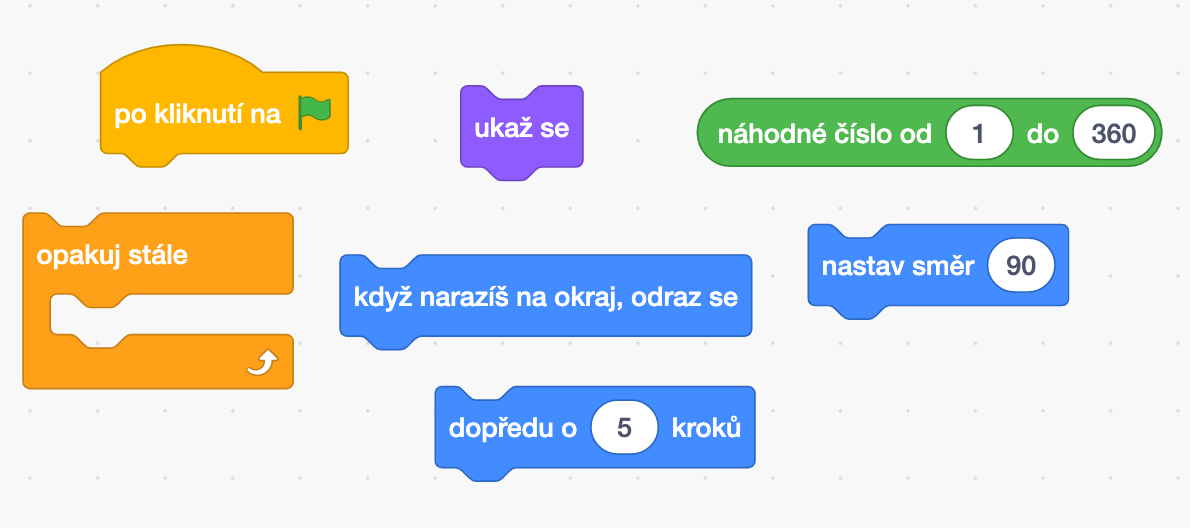 po kliknutí na
ukaž se
náhodné číslo od 1 do 360
opakuj stále
když narazíš na okraj, odraz se
nastav směr 90
dopředu o 5 kroků